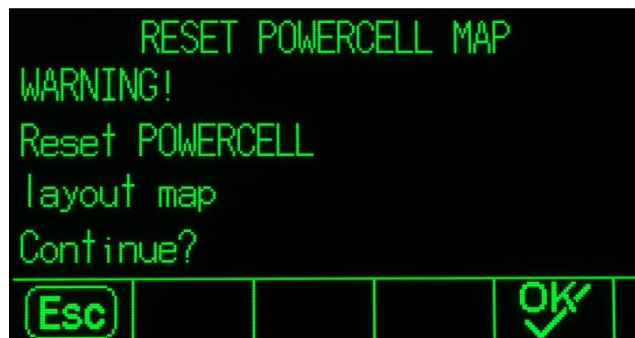 RESET POWERCELL MAP
WARNING!
Reset POWERCELL
layout map
Continue?
Esc OK